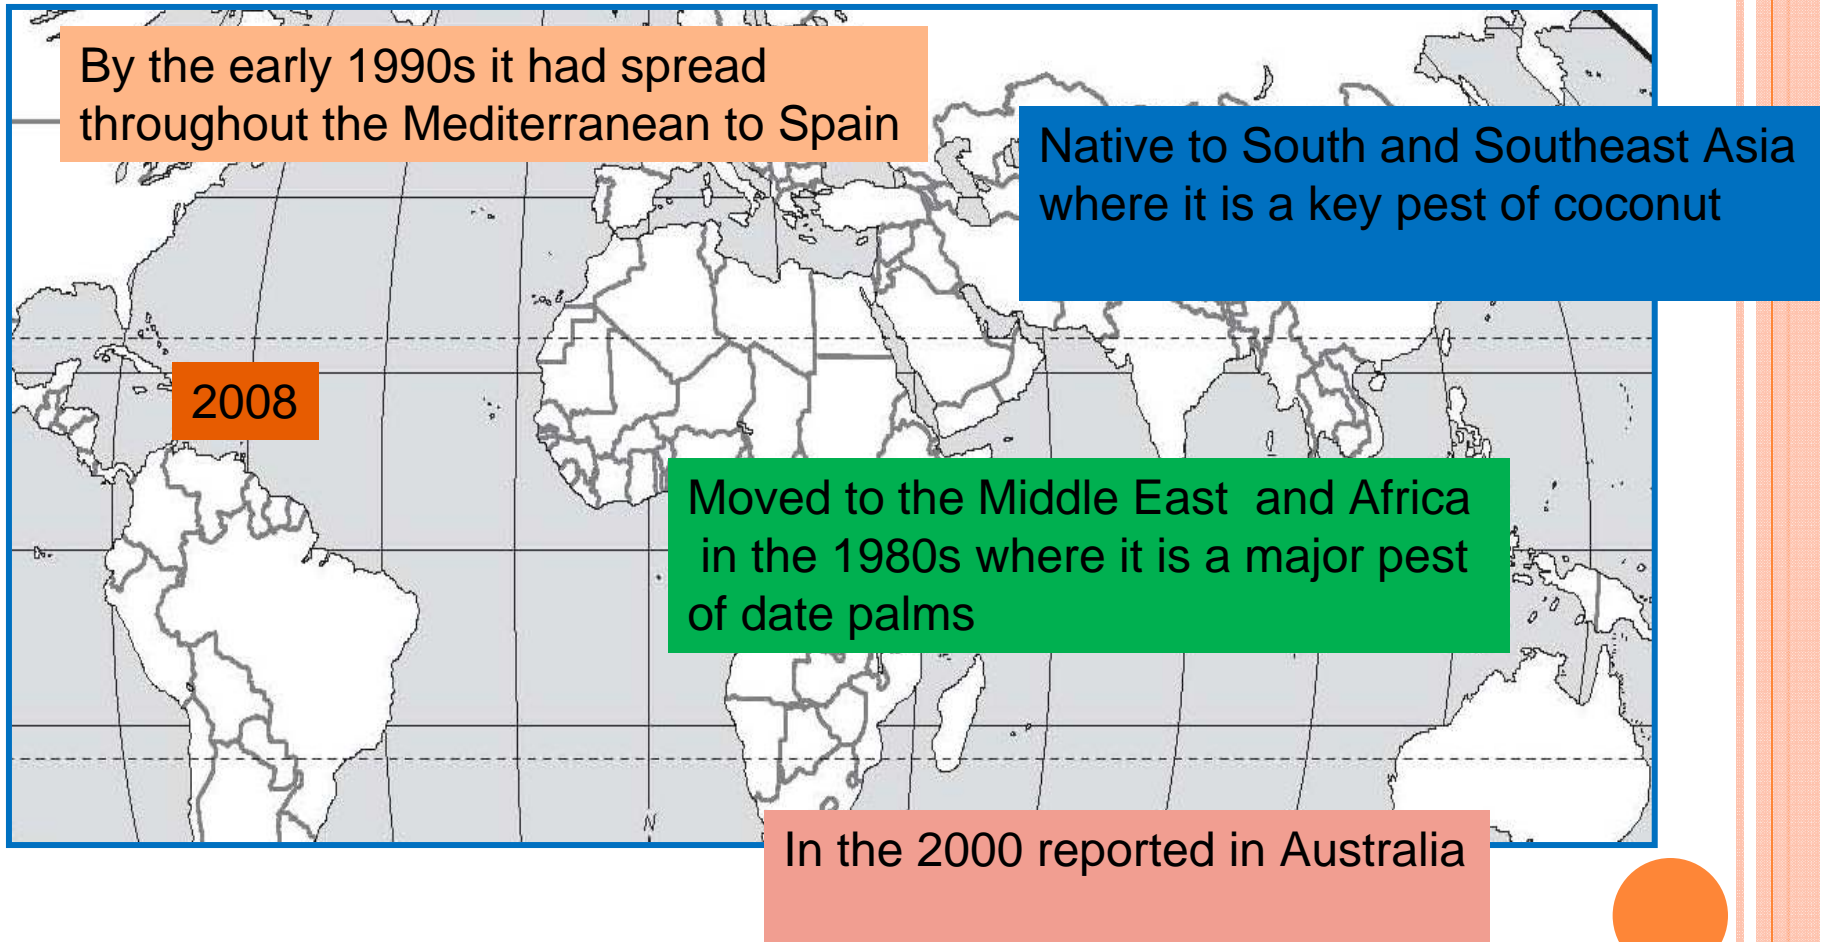 By the early 1990s it had spread
throughout the Mediterranean to Spain
Native to South and Southeast Asia
where it is a key pest of coconut
2008
Moved to the Middle East and Africa
in the 1980s where it is a major pest
of date palms
N
In the 2000 reported in Australia